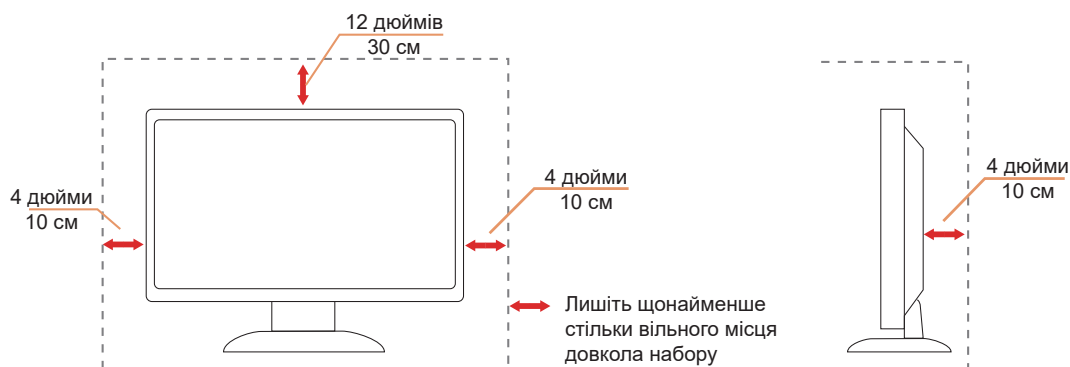 12 дюймів
30 см
4 дюйми
10 см
4 дюйми
10 см
4 дюйми
10 см
Лишіть щонайменше
стільки вільного місця
довкола набору